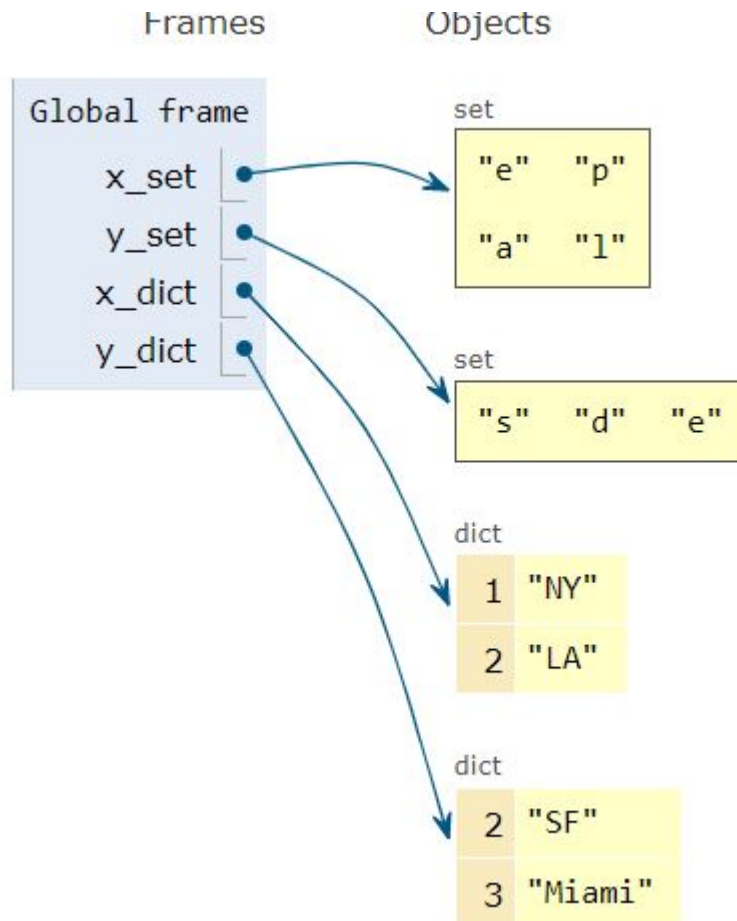 Frames Objects
Global frame
x_set
y_set
x_dict
y_dict
set
"e" "p"
"a" "l"
set
"s" "d" "e"
dict
1 "NY"
2 "LA"
dict
2 "SF"
3 "Miami"